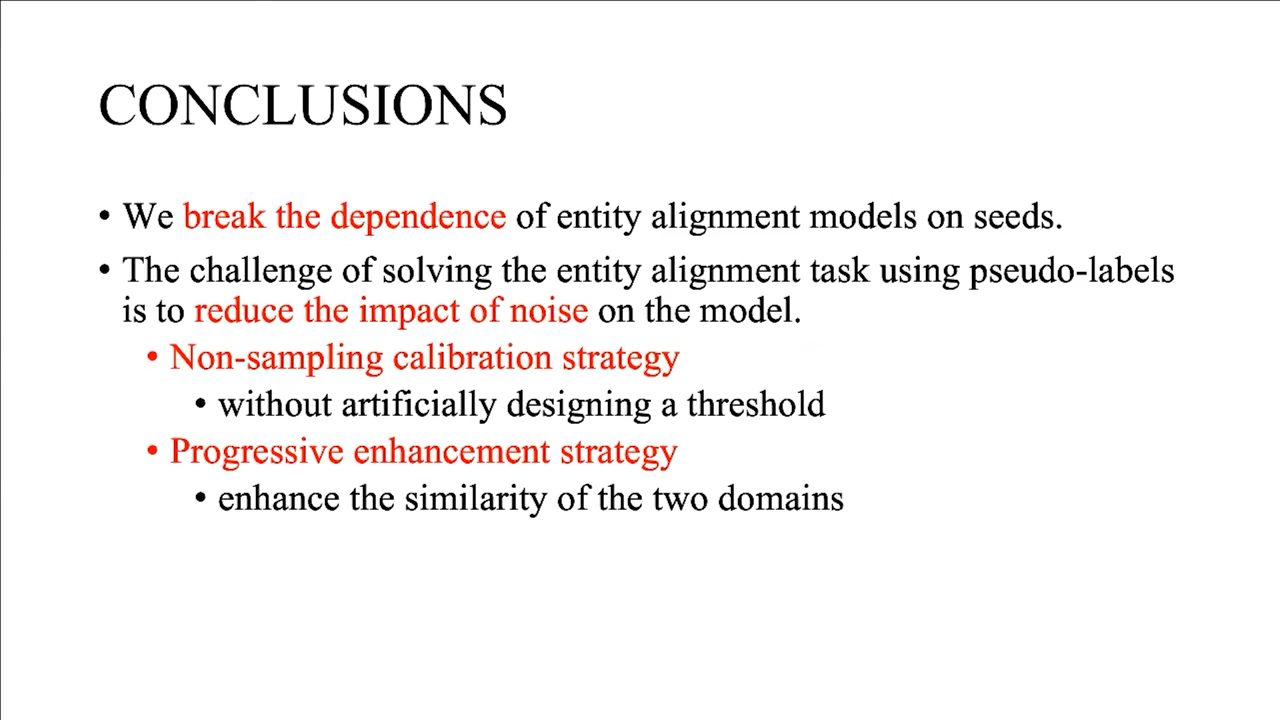 CONCLUSIONS
• We break the dependence of entity alignment models on seeds.
• The challenge of solving the entity alignment task using pseudo-labels
is to reduce the impact of noise on the model.
• Non-sampling calibration strategy
• without artificially designing a threshold
• Progressive enhancement strategy
• enhance the similarity of the two domains